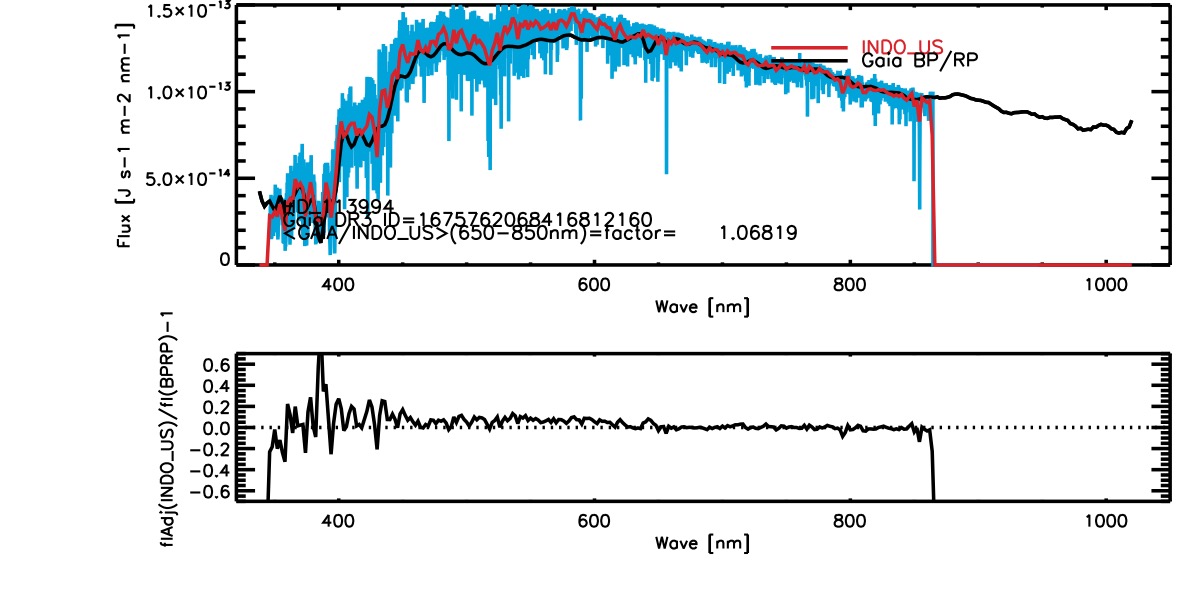 1.5×10⁻¹³
1.0×10⁻¹³
5.0×10⁻¹⁴
0
Flux [J s−1 m−2 nm−1]
INDO_US
Gaia BP/RP
HD_113994
Gaia DR3 ID=1675762068416812160
<GAIA/INDO_US>(650−850nm)=factor= 1.06819
400 600 800 1000
Wave [nm]
flAdj(INDO_US)/fl(BPRP)−1
0.6
0.4
0.2
0.0
−0.2
−0.4
−0.6
400 600 800 1000
Wave [nm]